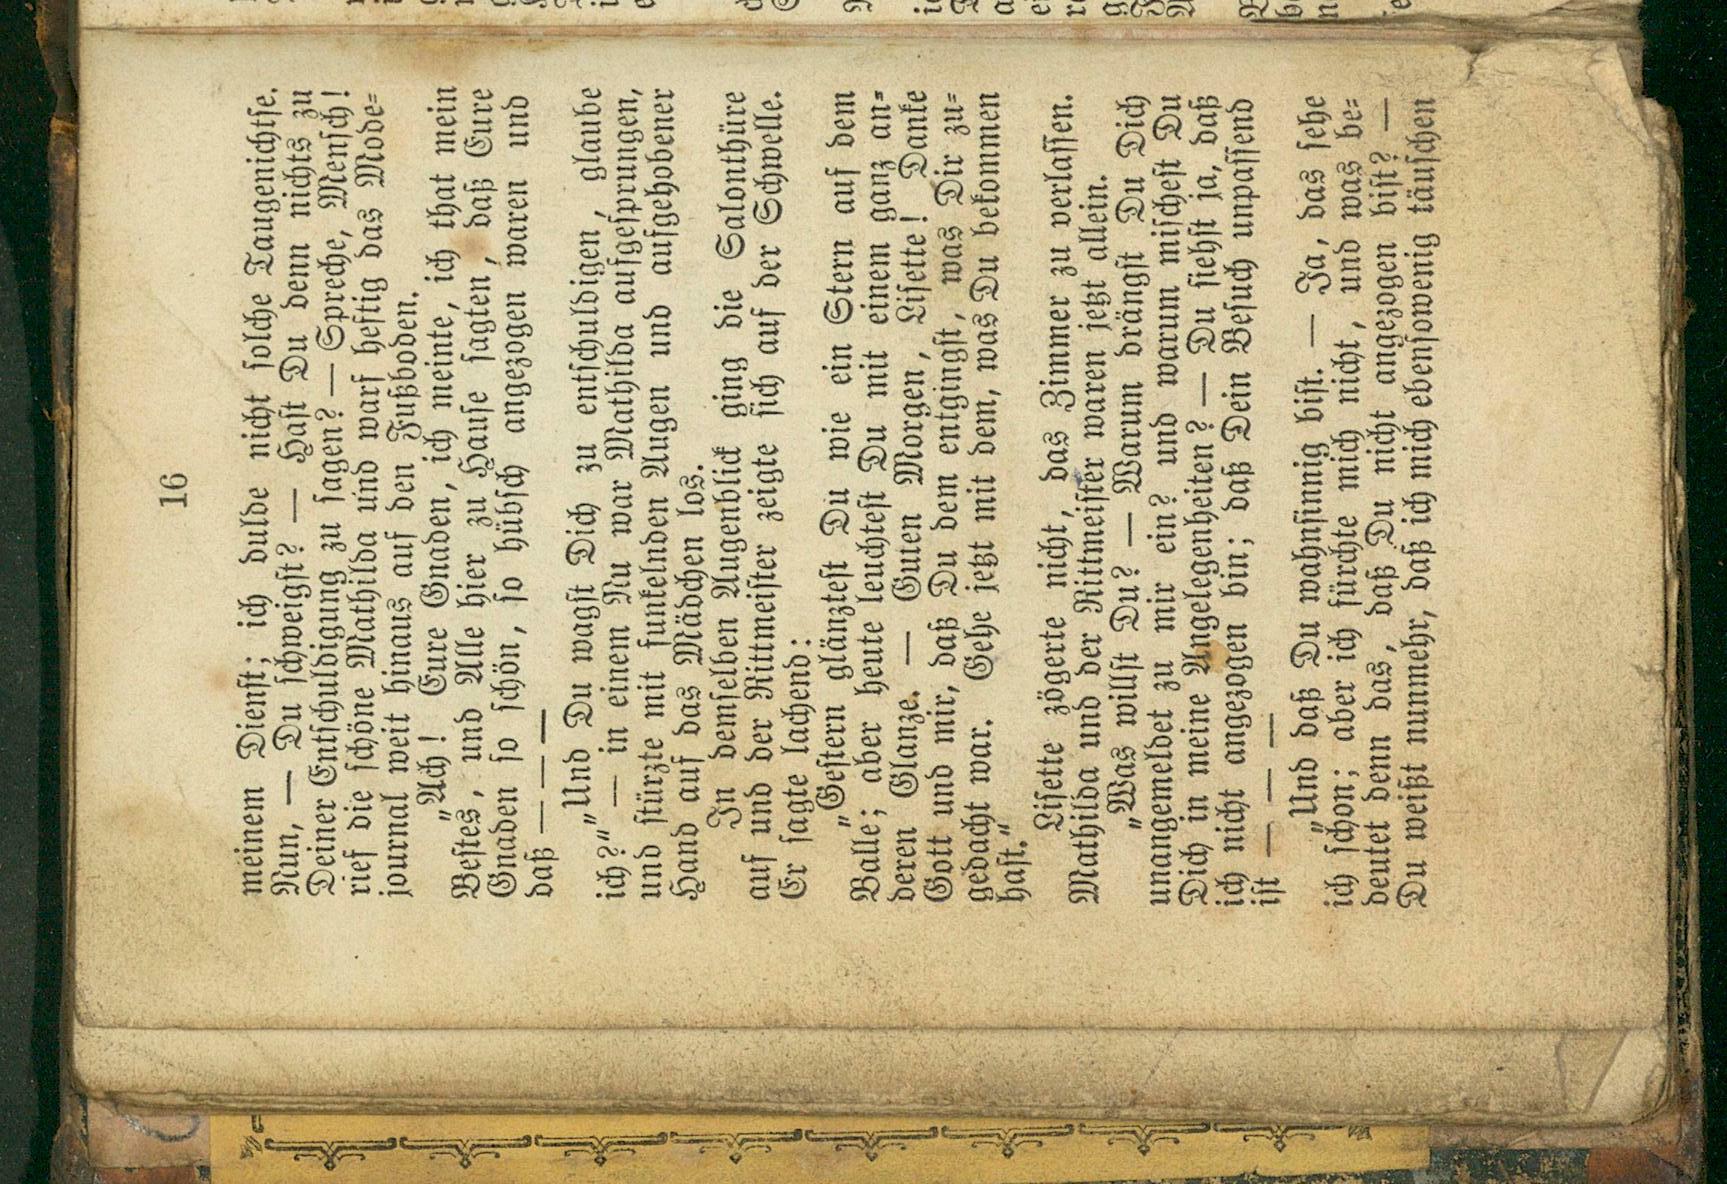 16
meinem Dienst; ich dulde nicht solche Taugenichtse.
Nun, — Du schweigst? — Hast Du denn nichts zu
Deiner Entschuldigung zu sagen? — Spreche, Mensch!
rief die schöne Mathilda und warf heftig das Mode-
journal weit hinaus auf den Fußboden.
„Ach! Eure Gnaden, ich meinte, ich that mein
Bestes, und Alle hier zu Hause sagten, daß Eure
Gnaden so schön, so hübsch angezogen waren und
daß — — —
„Und Du wagst Dich zu entschuldigen, glaube
ich?“ — in einem Nu war Mathilda aufgesprungen,
und stürzte mit funkelnden Augen und aufgehobener
Hand auf das Mädchen los.
In demselben Augenblick ging die Salonthüre
auf und der Rittmeister zeigte sich auf der Schwelle.
Er sagte lachend:
„Gestern glänztest Du wie ein Stern auf dem
Balle; aber heute leuchtest Du mit einem ganz an-
deren Glanze. — Guten Morgen, Lisette! Danke
Gott und mir, daß Du dem entgingst, was Dir zu-
gedacht war. Gehe jetzt mit dem, was Du bekommen
hast.“
Lisette zögerte nicht, das Zimmer zu verlassen.
Mathilda und der Rittmeister waren jetzt allein.
„Was willst Du? — Warum drängst Du Dich
unangemeldet zu mir ein? und warum mischest Du
Dich in meine Angelegenheiten? — Du siehst ja, daß
ich nicht angezogen bin; daß Dein Besuch unpassend
ist — — — —
„Und daß Du wahnsinnig bist. — Ja, das sehe
ich schon; aber ich fürchte mich nicht, und was be-
deutet denn das, daß Du nicht angezogen bist? —
Du weißt nunmehr, daß ich mich ebensowenig täuschen